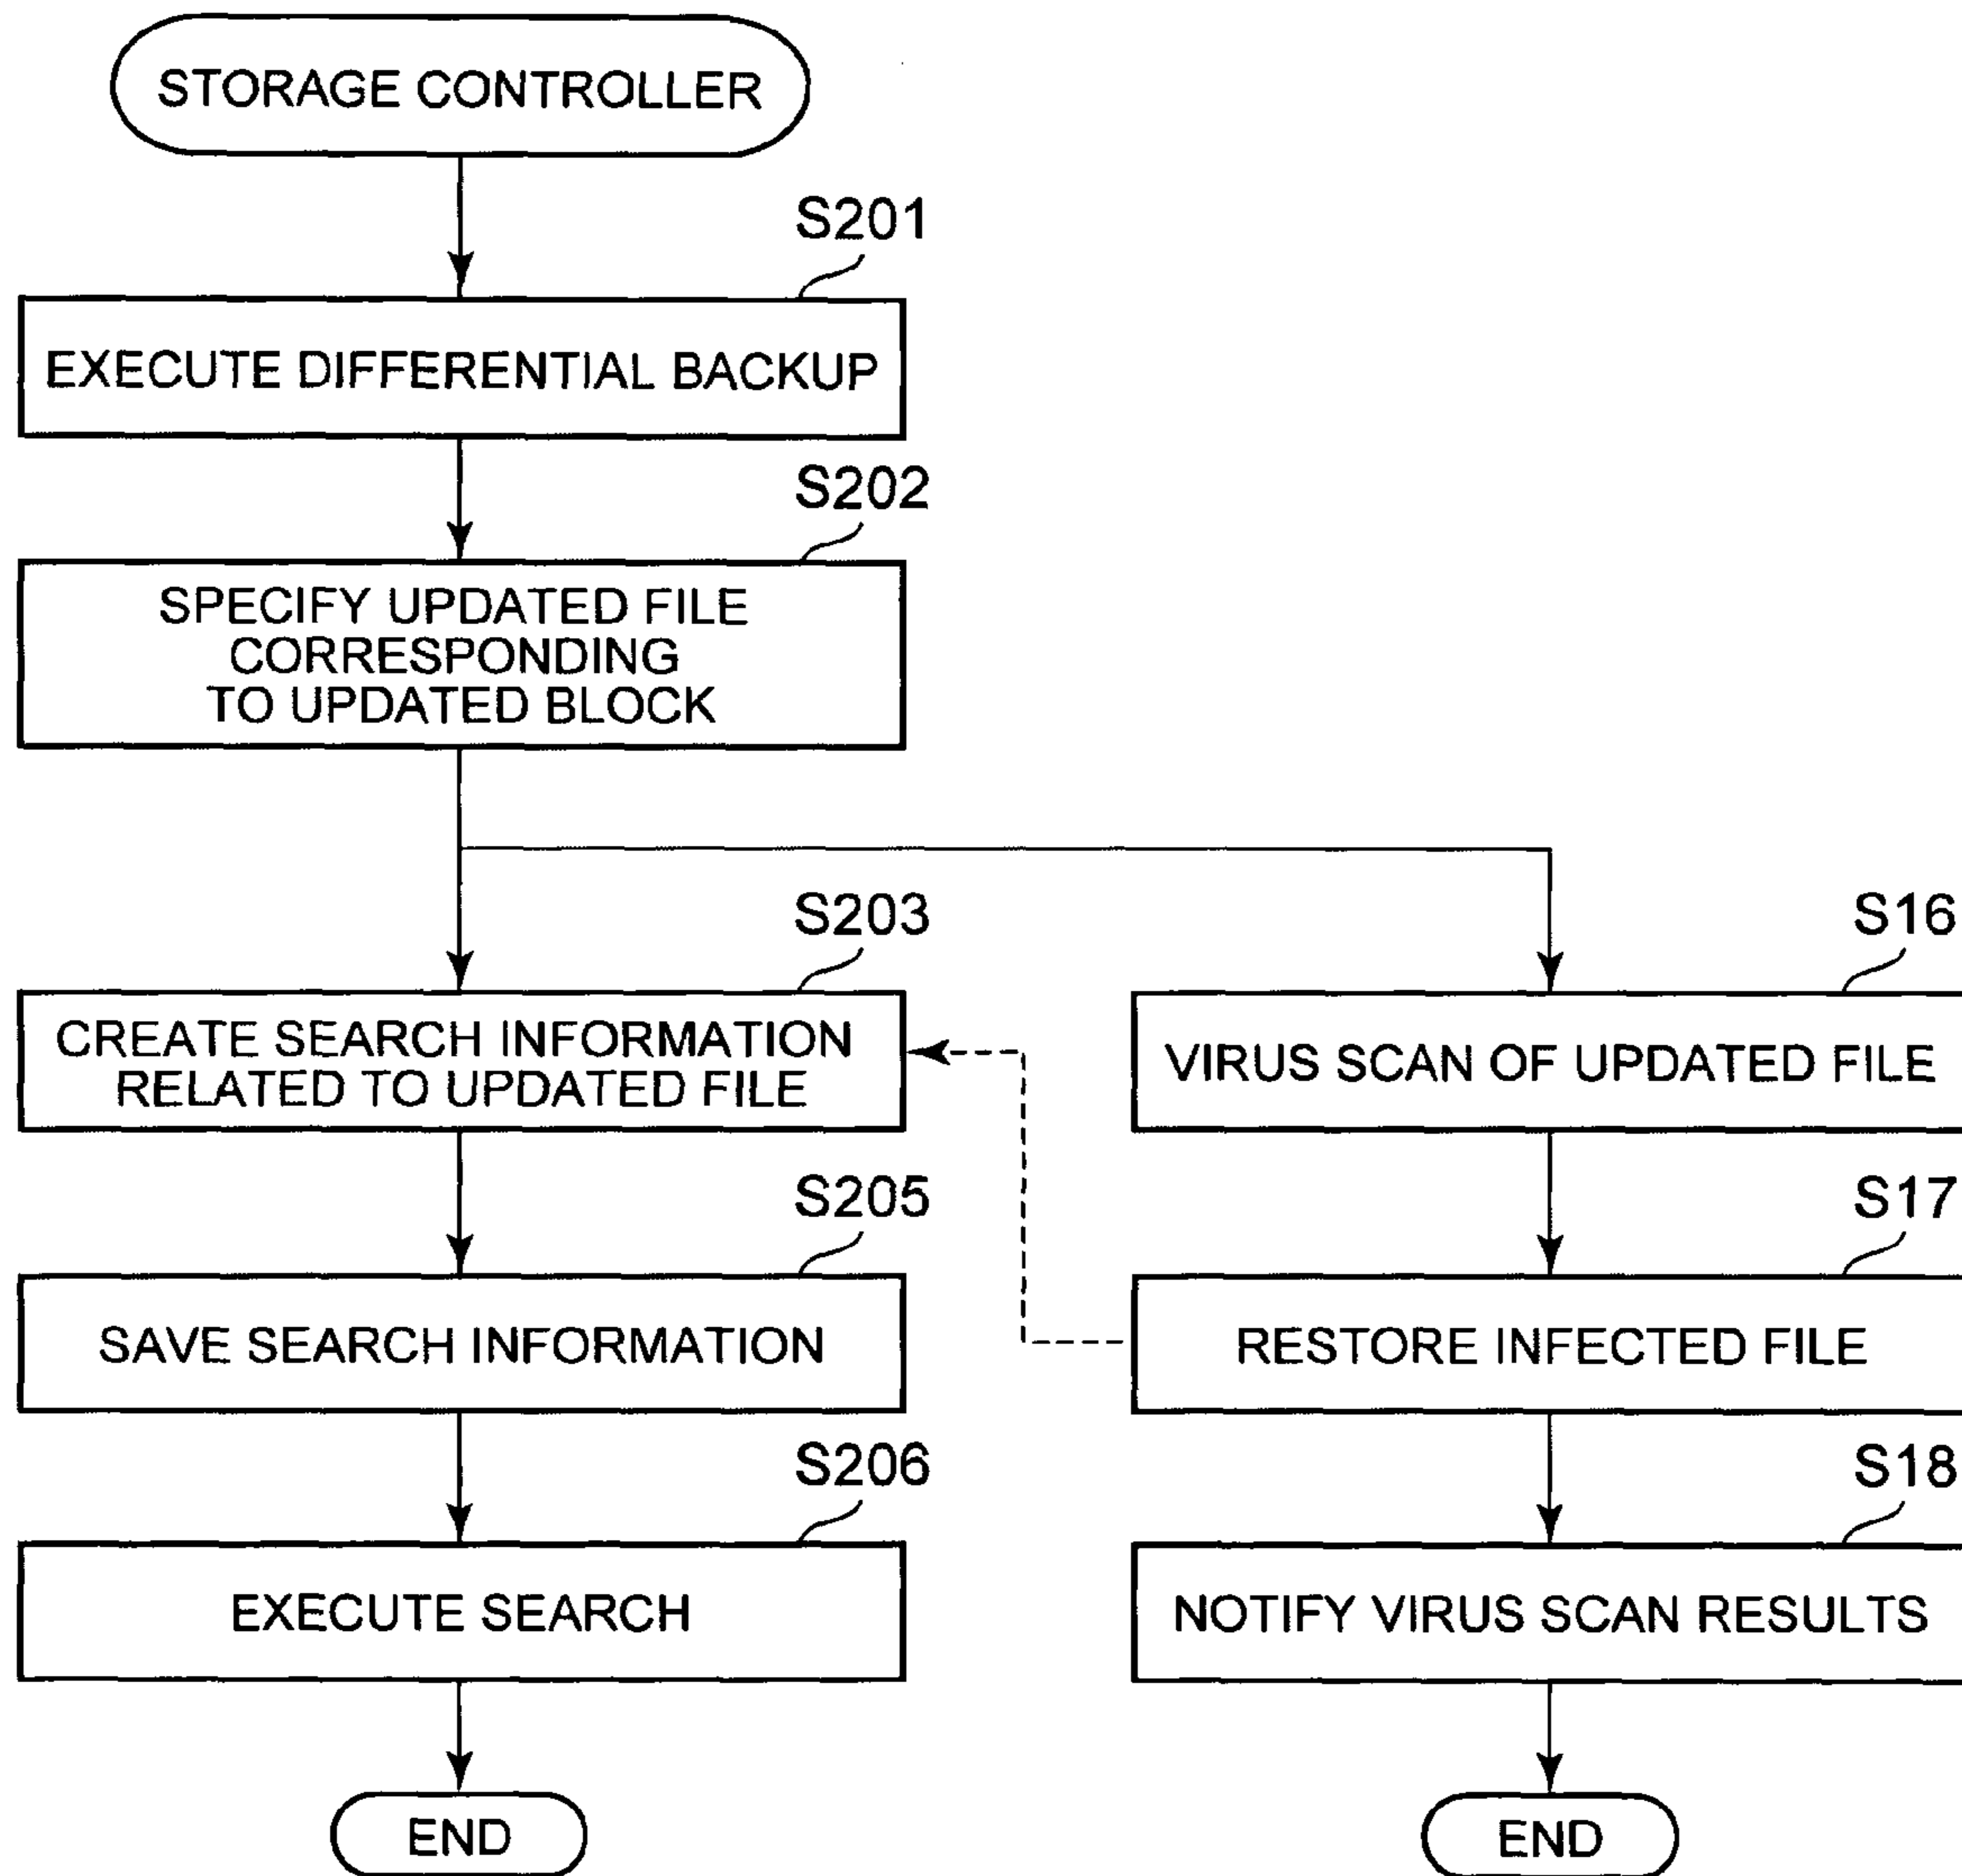 STORAGE CONTROLLER
S201
EXECUTE DIFFERENTIAL BACKUP
S202
SPECIFY UPDATED FILE
CORRESPONDING
TO UPDATED BLOCK
S203
CREATE SEARCH INFORMATION
RELATED TO UPDATED FILE
S205
SAVE SEARCH INFORMATION
S206
EXECUTE SEARCH
END
S16
VIRUS SCAN OF UPDATED FILE
S17
RESTORE INFECTED FILE
S18
NOTIFY VIRUS SCAN RESULTS
END